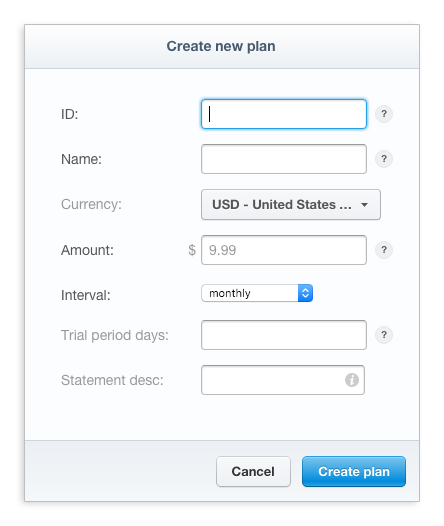 Create new plan
ID: ?
Name: ?
Currency: USD - United States ...
Amount: $ 9.99 ?
Interval: monthly
Trial period days: ?
Statement desc: i
Cancel Create plan